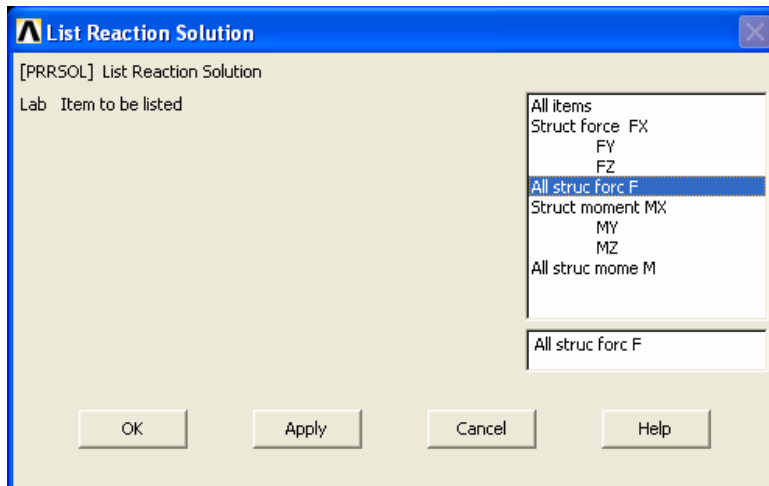 List Reaction Solution
[PRRSOL] List Reaction Solution
Lab Item to be listed
All items
Struct force FX
FY
FZ
All struc forc F
Struct moment MX
MY
MZ
All struc mome M
All struc forc F
OK Apply Cancel Help